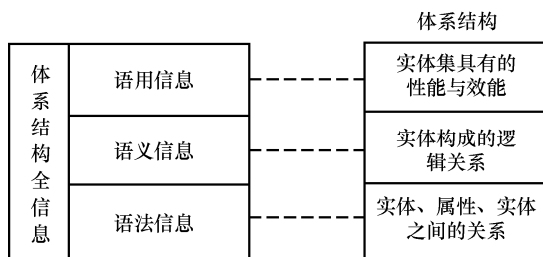 体系结构
体
系
结
构
全
信
息
语用信息
实体集具有的
性能与效能
语义信息
实体构成的逻
辑关系
语法信息
实体、属性、实体
之间的关系